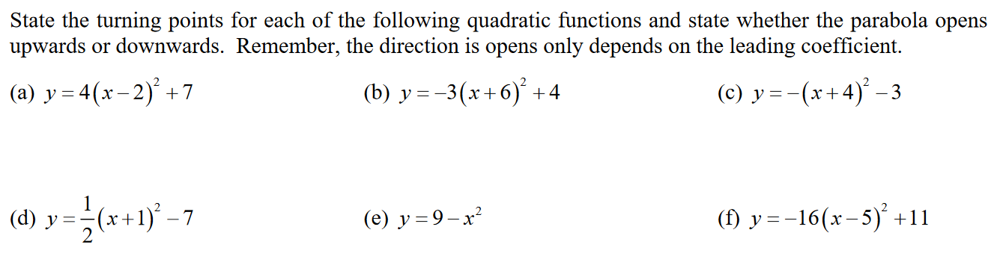 State the turning points for each of the following quadratic functions and state whether the parabola opens
upwards or downwards.  Remember, the direction is opens only depends on the leading coefficient.
(a) y = 4(x − 2)² + 7 (b) y = −3(x + 6)² + 4 (c) y = −(x + 4)² − 3
(d) y = 1/2(x + 1)² − 7 (e) y = 9 − x² (f) y = −16(x − 5)² + 11